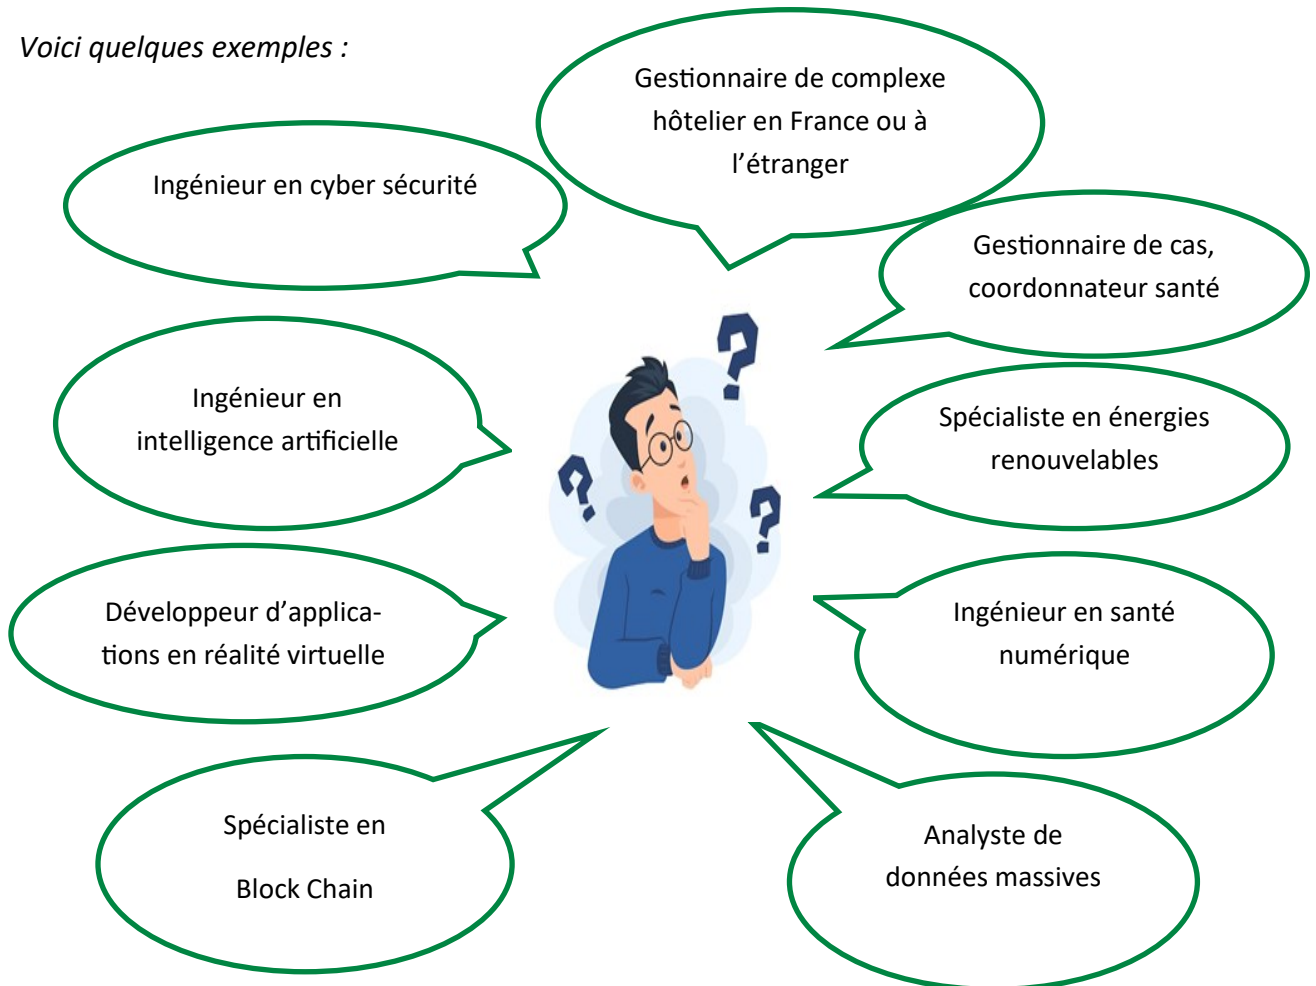 Voici quelques exemples :
Gestionnaire de complexe
hôtelier en France ou à
l’étranger
Ingénieur en cyber sécurité
Gestionnaire de cas,
coordonnateur santé
Ingénieur en
intelligence artificielle
Spécialiste en énergies
renouvelables
Développeur d’applica-
tions en réalité virtuelle
Ingénieur en santé
numérique
Spécialiste en
Block Chain
Analyste de
données massives